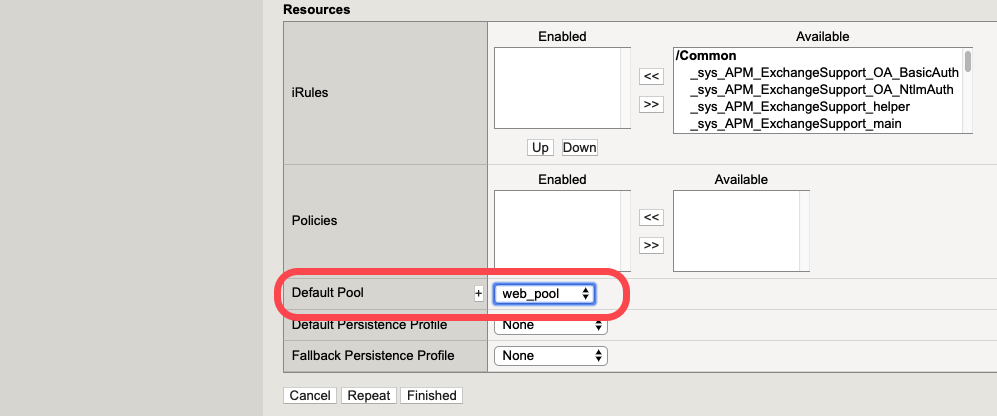 Resources
iRules
Enabled
Available
/Common
_sys_APM_ExchangeSupport_OA_BasicAuth
_sys_APM_ExchangeSupport_OA_NtlmAuth
_sys_APM_ExchangeSupport_helper
_sys_APM_ExchangeSupport_main
<<
>>
Up Down
Policies
Enabled
Available
<<
>>
Default Pool + web_pool
Default Persistence Profile None
Fallback Persistence Profile None
Cancel Repeat Finished